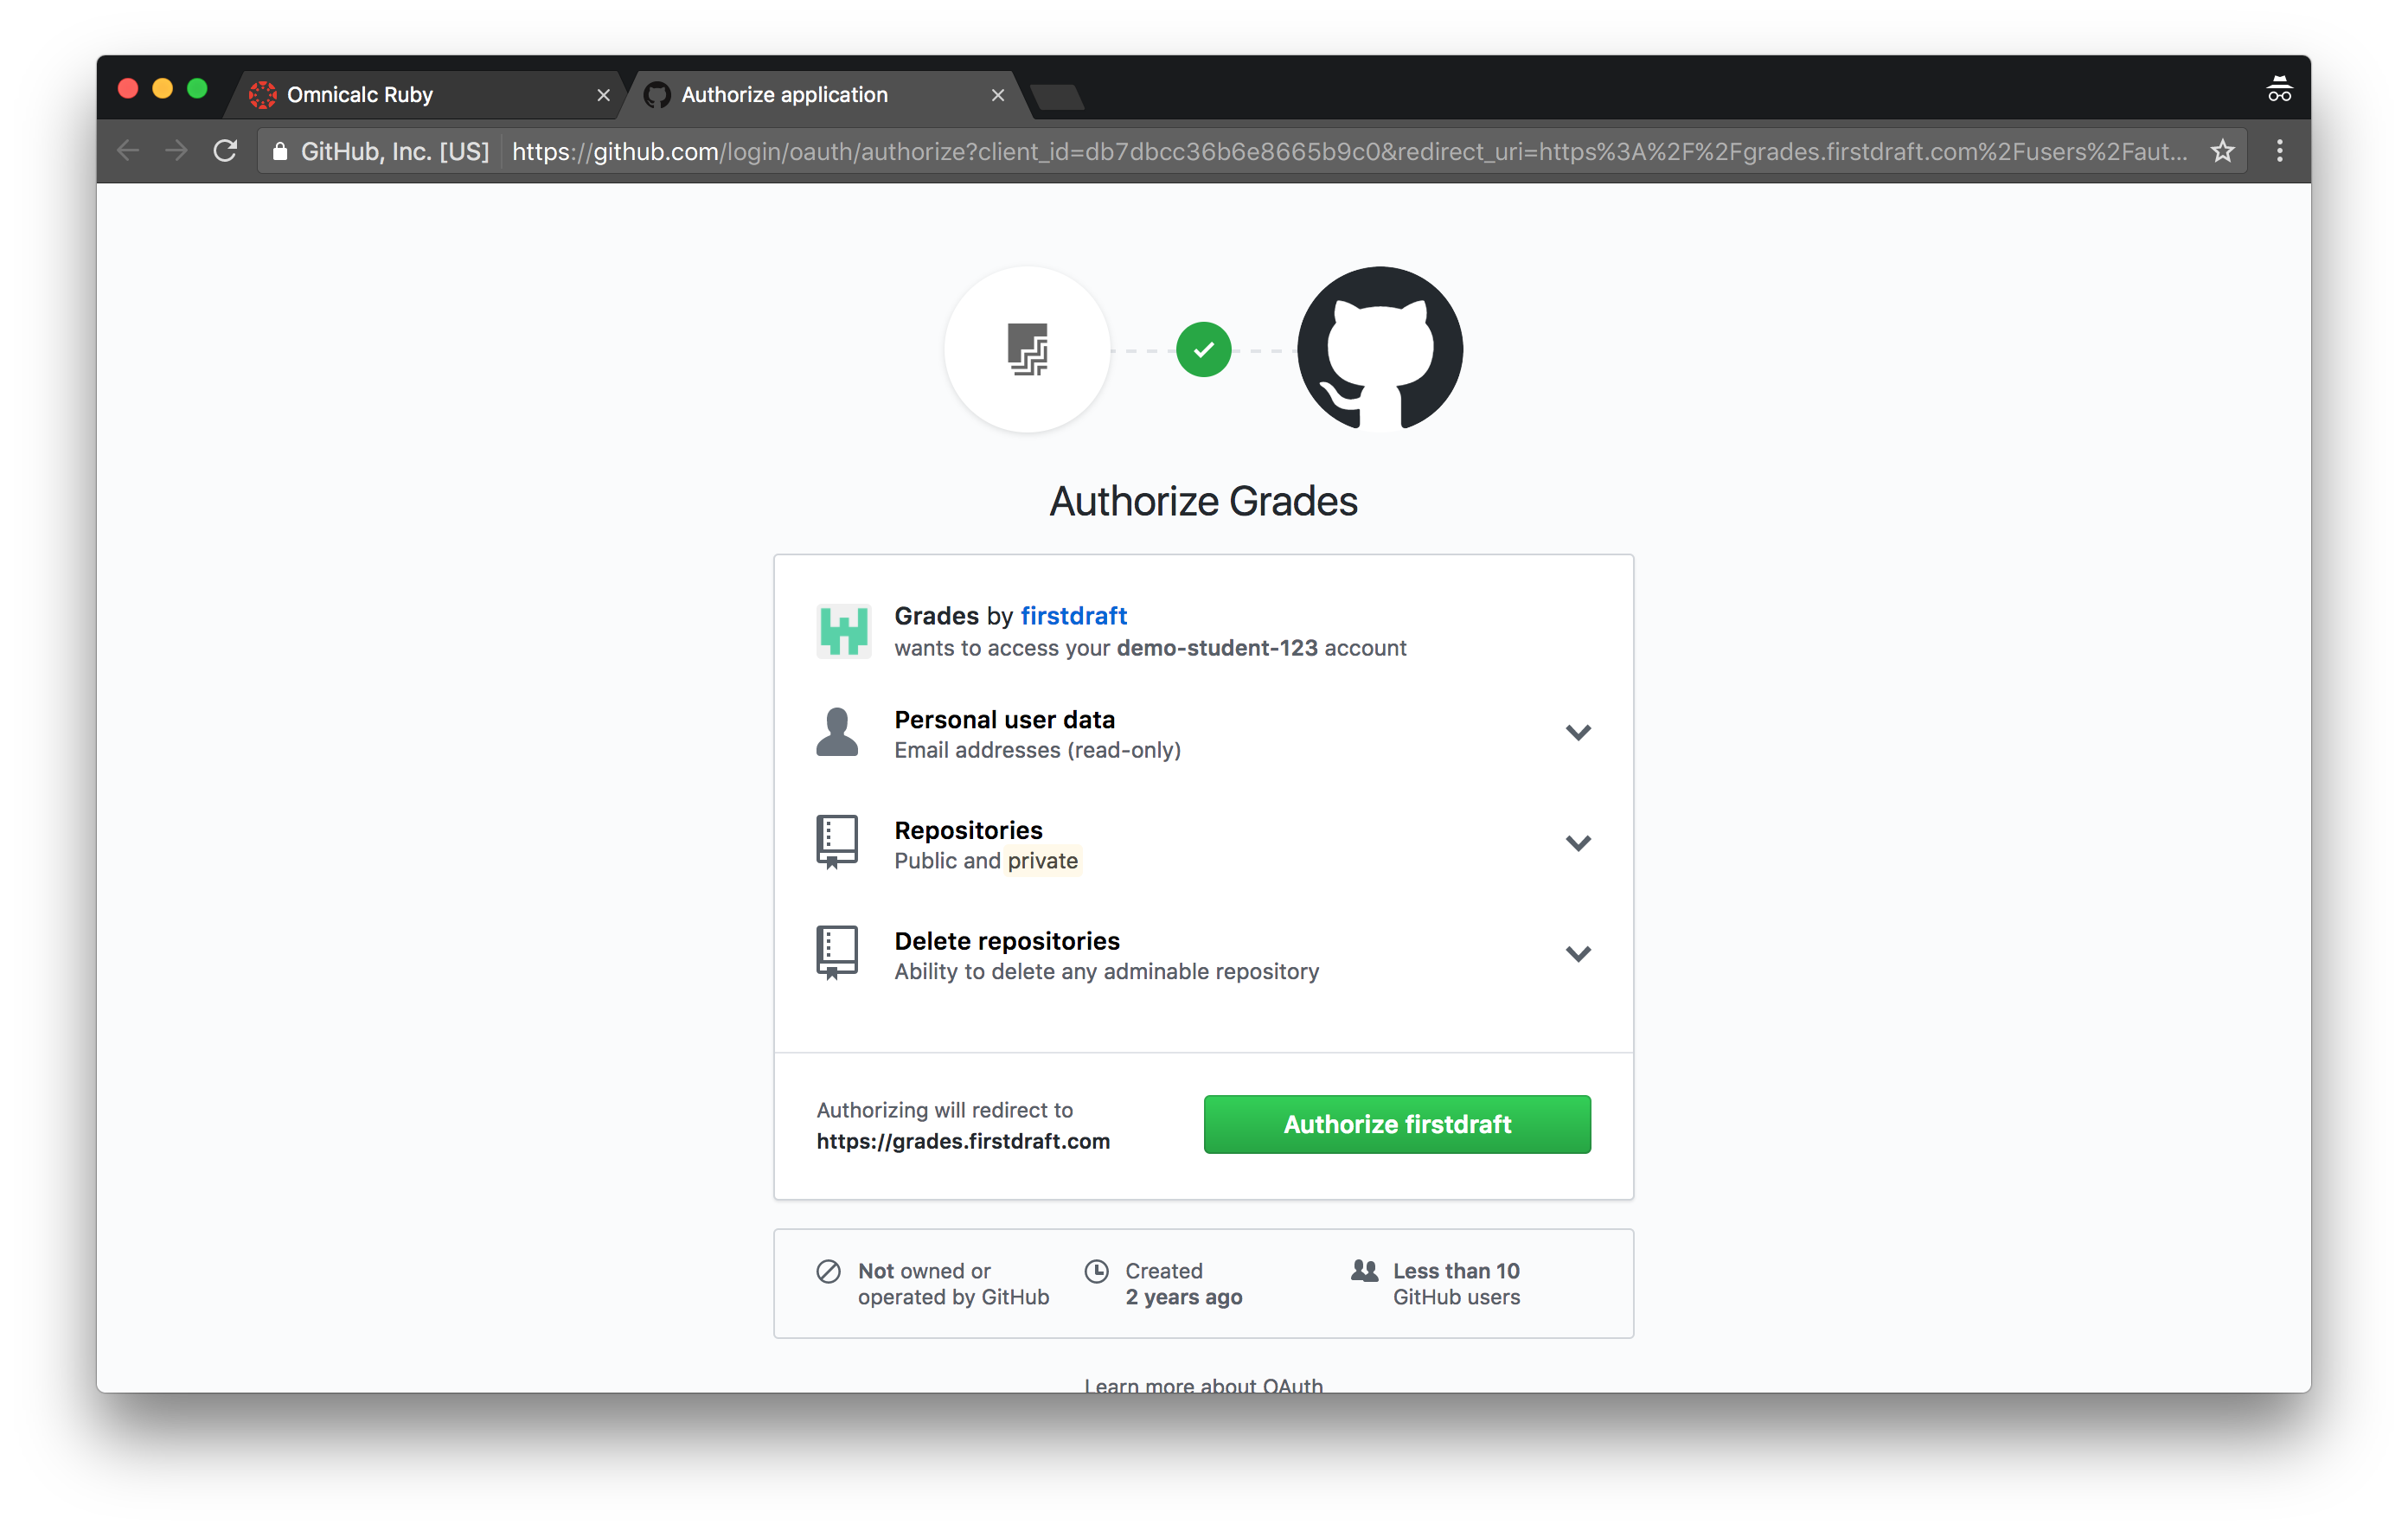 Omnicalc Ruby
Authorize application
GitHub, Inc. [US]
https://github.com/login/oauth/authorize?client_id=db7dbcc36b6e8665b9c0&redirect_uri=https%3A%2F%2Fgrades.firstdraft.com%2Fusers%2Faut...
Authorize Grades
Grades by firstdraft
wants to access your demo-student-123 account
Personal user data
Email addresses (read-only)
Repositories
Public and private
Delete repositories
Ability to delete any adminable repository
Authorizing will redirect to
https://grades.firstdraft.com
Authorize firstdraft
Not owned or
operated by GitHub
Created
2 years ago
Less than 10
GitHub users
Learn more about OAuth